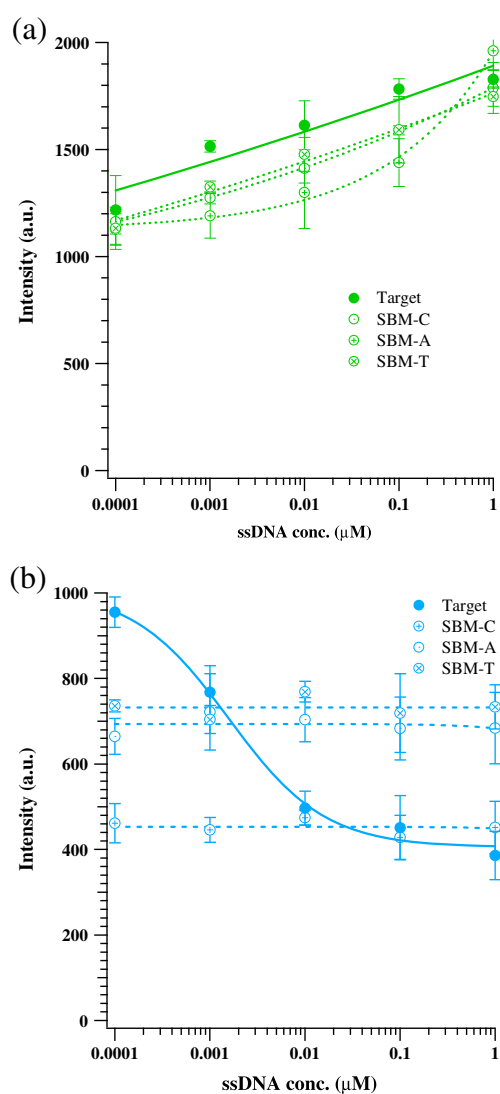 (a)
2000
1500
1000
500
0
Intensity (a.u.)
Target
SBM-C
SBM-A
SBM-T
0.0001 0.001 0.01 0.1 1
ssDNA conc. (µM)
(b)
1000
800
600
400
200
0
Intensity (a.u.)
Target
SBM-C
SBM-A
SBM-T
0.0001 0.001 0.01 0.1 1
ssDNA conc. (µM)